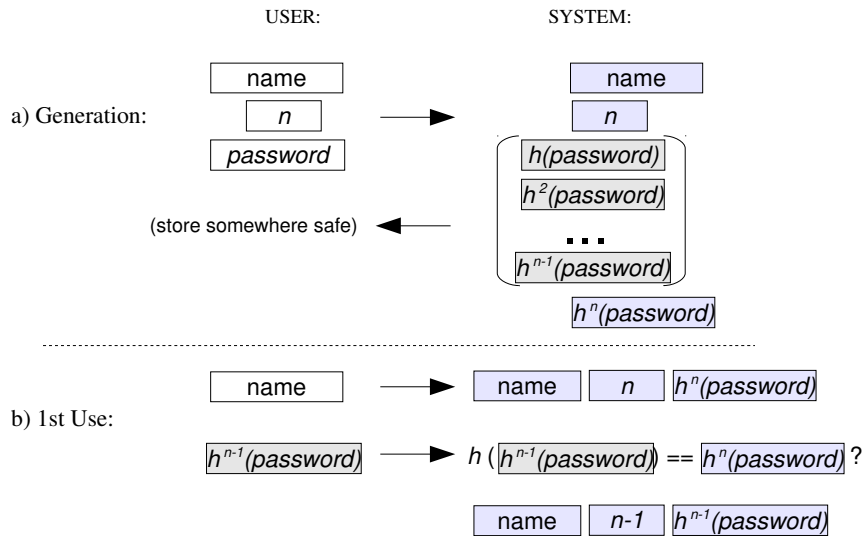 USER: SYSTEM:
name name
a) Generation: n n
password h(password)
h²(password)
(store somewhere safe) ...
hⁿ⁻¹(password)
hⁿ(password)
name name n hⁿ(password)
b) 1st Use:
hⁿ⁻¹(password) h ( hⁿ⁻¹(password) ) == hⁿ(password) ?
name n-1 hⁿ⁻¹(password)